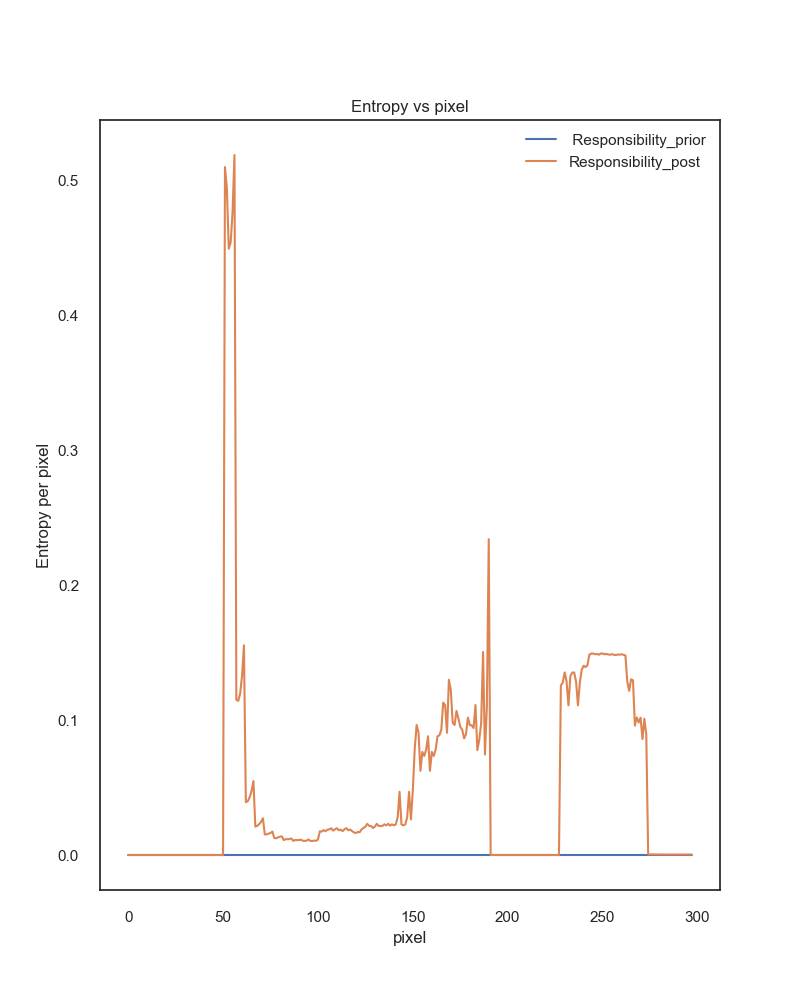 Entropy vs pixel
Responsibility_prior
Responsibility_post
0.5
0.4
0.3
0.2
0.1
0.0
Entropy per pixel
0 50 100 150 200 250 300
pixel